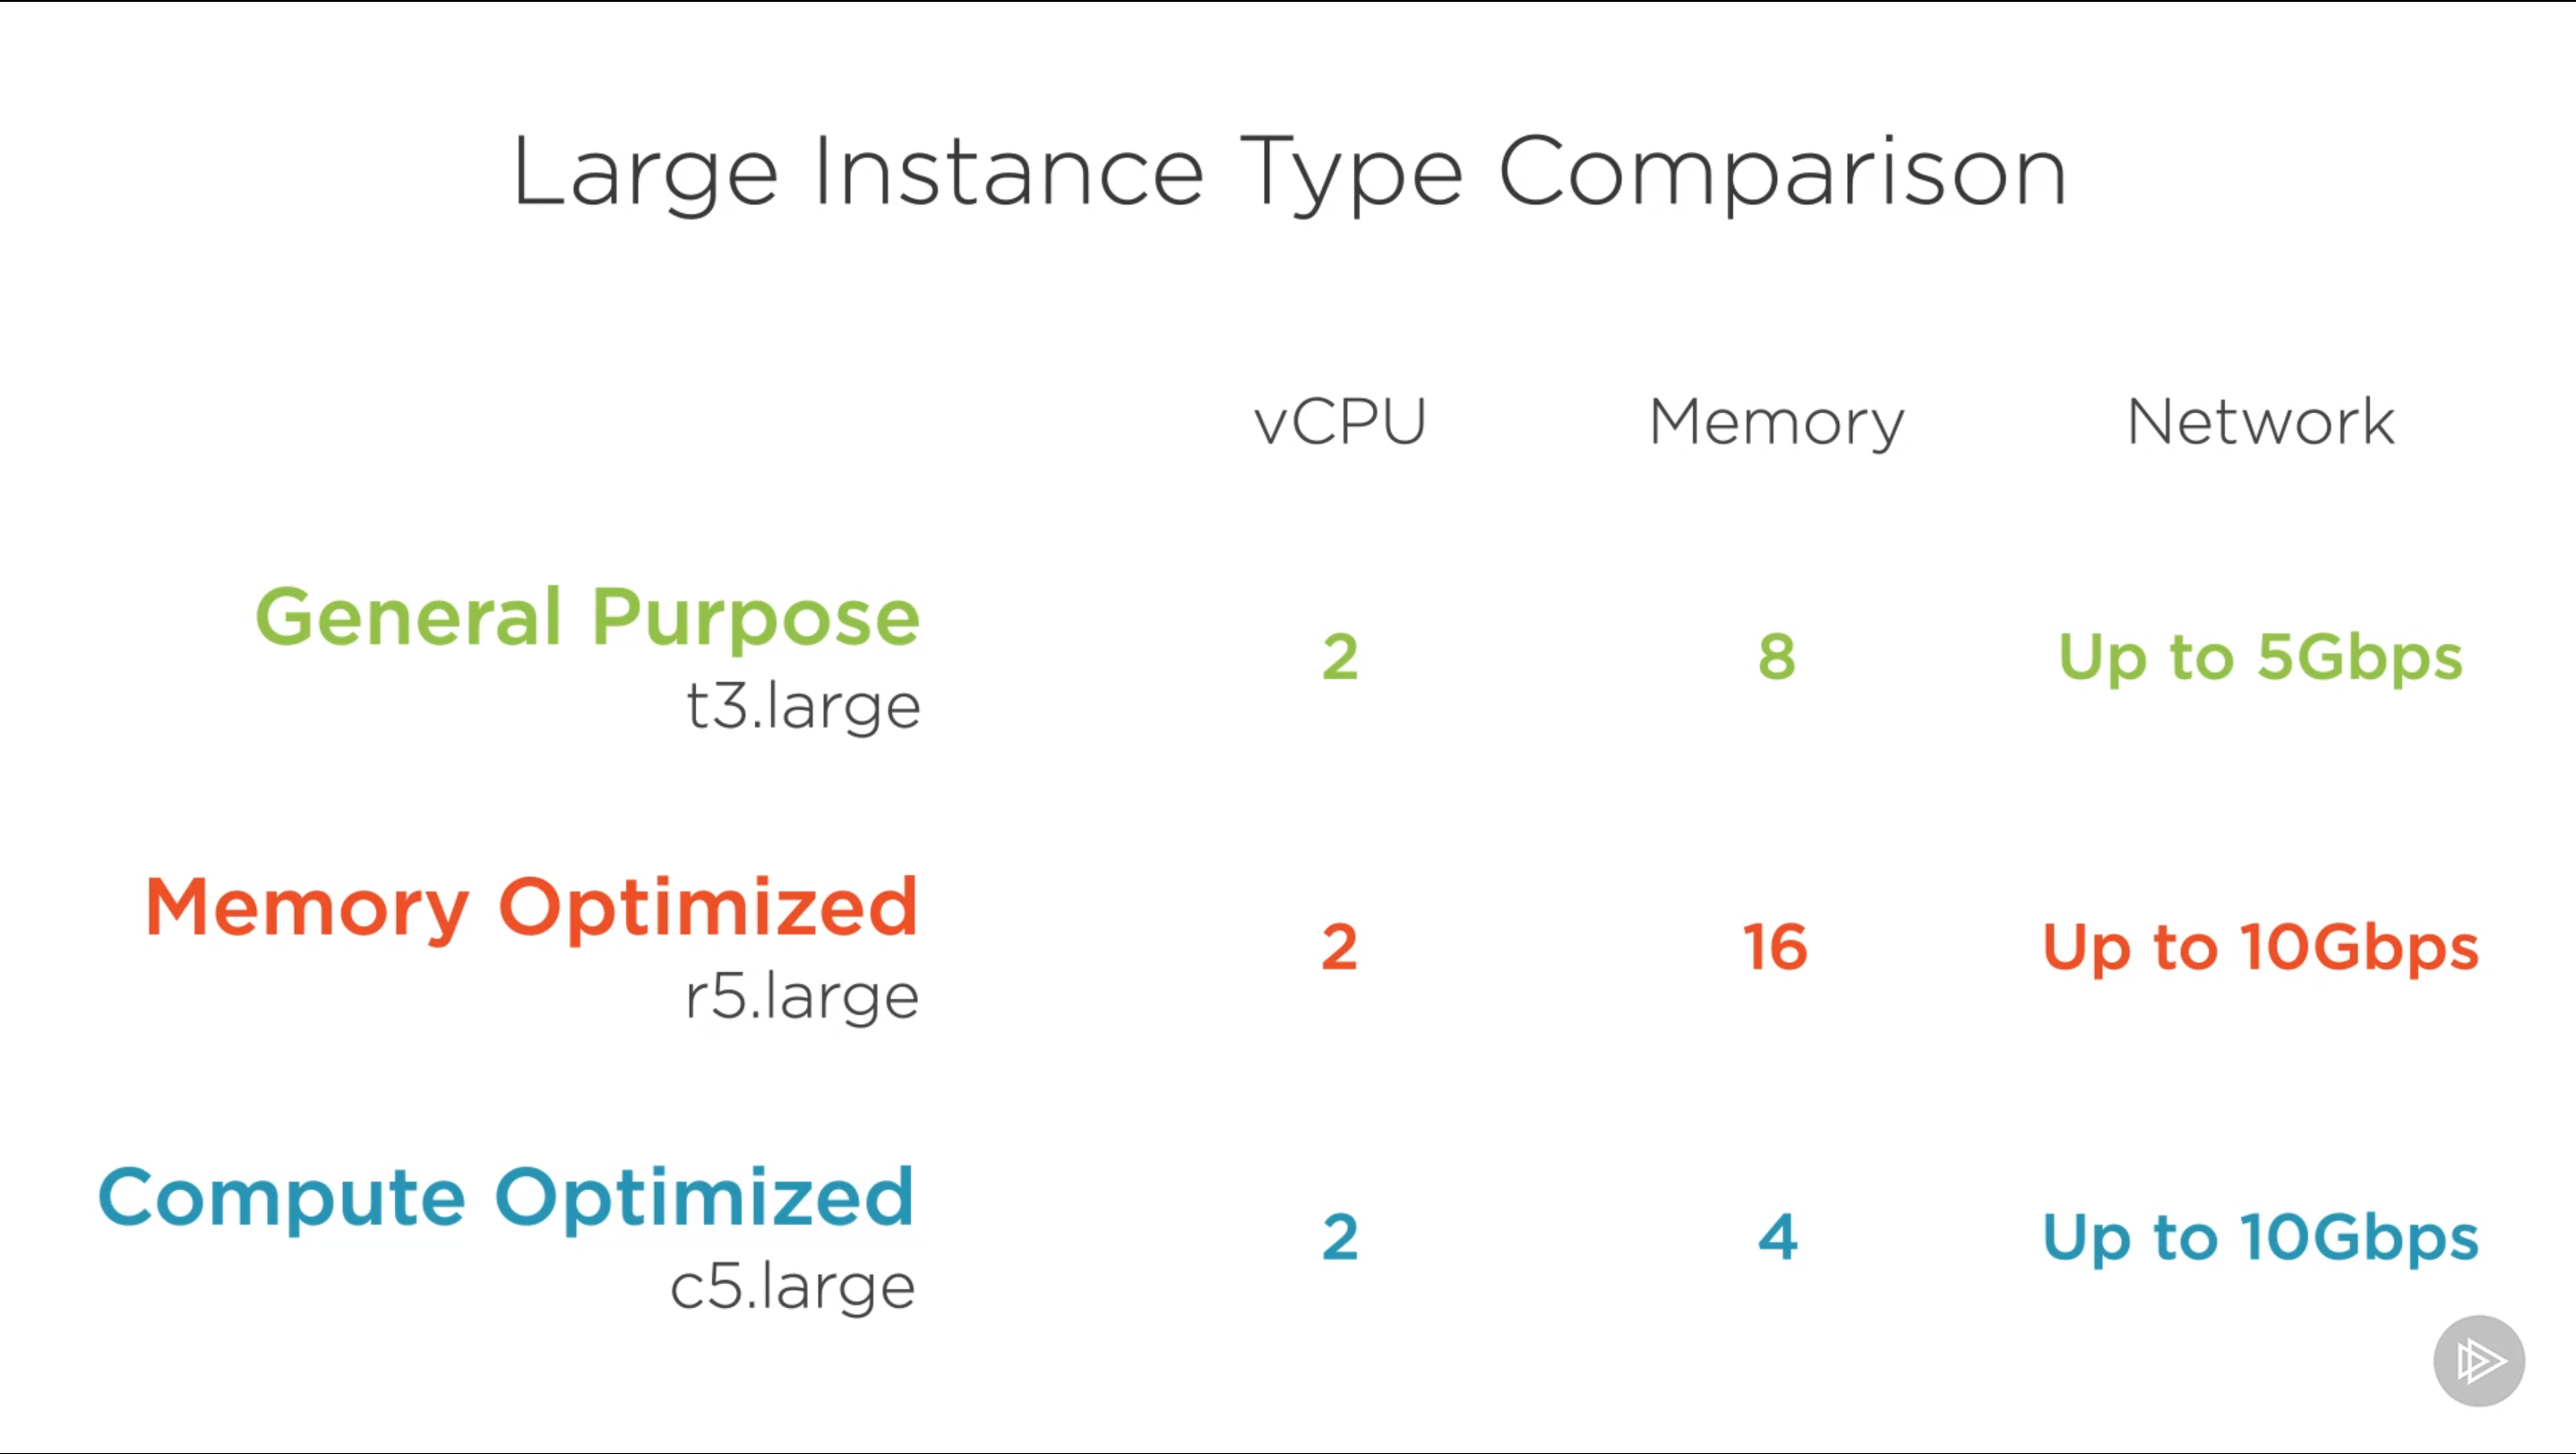 Large Instance Type Comparison
vCPU Memory Network
General Purpose
t3.large
2 8 Up to 5Gbps
Memory Optimized
r5.large
2 16 Up to 10Gbps
Compute Optimized
c5.large
2 4 Up to 10Gbps